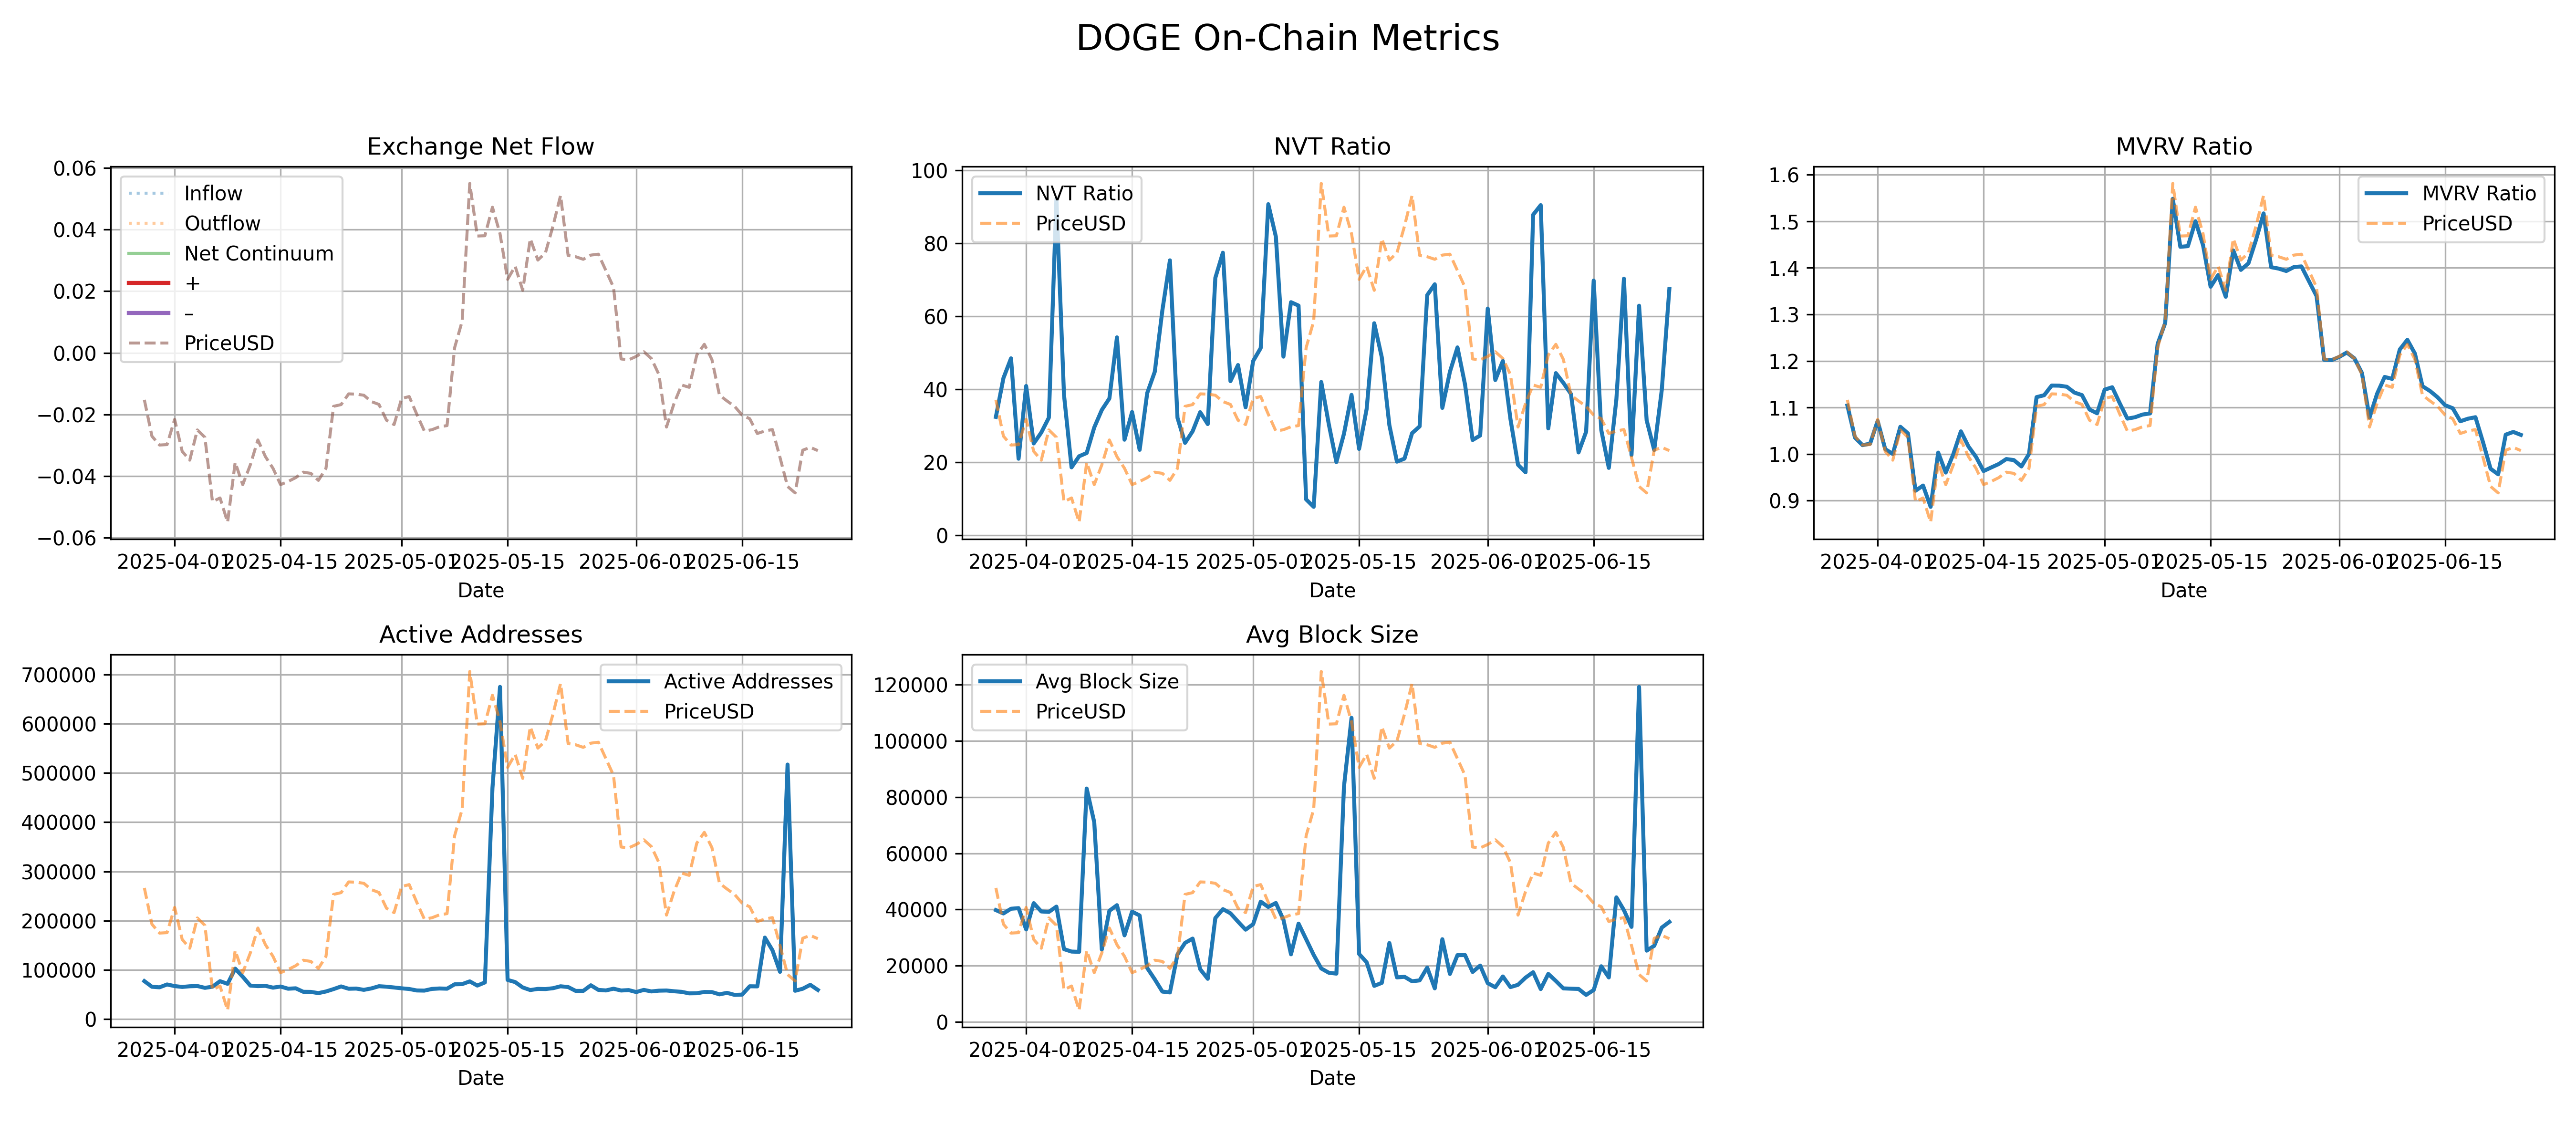 DOGE On-Chain Metrics
Exchange Net Flow
0.06
0.04
0.02
0.00
−0.02
−0.04
−0.06
Inflow
Outflow
Net Continuum
+
–
PriceUSD
2025-04-01
2025-04-15
2025-05-01
2025-05-15
2025-06-01
2025-06-15
Date
NVT Ratio
100
80
60
40
20
0
NVT Ratio
PriceUSD
2025-04-01
2025-04-15
2025-05-01
2025-05-15
2025-06-01
2025-06-15
Date
MVRV Ratio
1.6
1.5
1.4
1.3
1.2
1.1
1.0
0.9
MVRV Ratio
PriceUSD
2025-04-01
2025-04-15
2025-05-01
2025-05-15
2025-06-01
2025-06-15
Date
Active Addresses
700000
600000
500000
400000
300000
200000
100000
0
Active Addresses
PriceUSD
2025-04-01
2025-04-15
2025-05-01
2025-05-15
2025-06-01
2025-06-15
Date
Avg Block Size
120000
100000
80000
60000
40000
20000
0
Avg Block Size
PriceUSD
2025-04-01
2025-04-15
2025-05-01
2025-05-15
2025-06-01
2025-06-15
Date